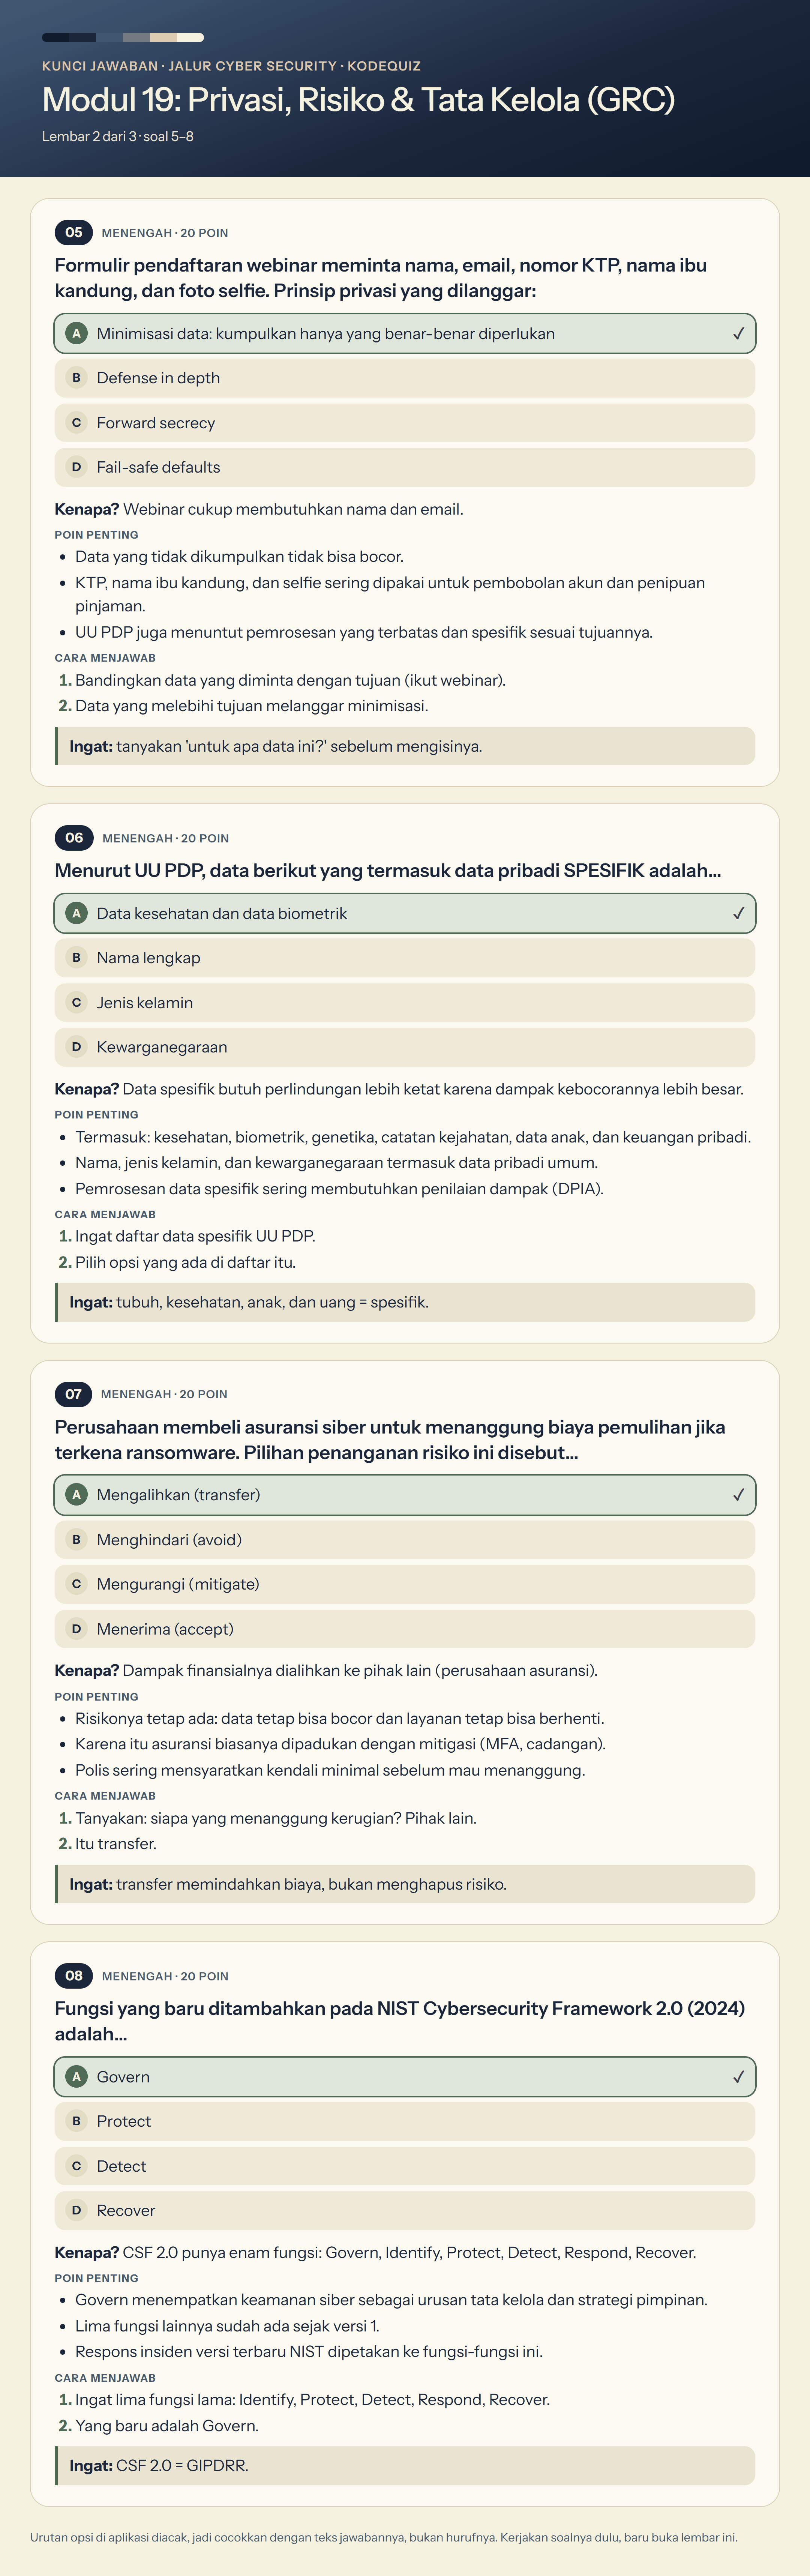 KUNCI JAWABAN · JALUR CYBER SECURITY · KODEQUIZ
Modul 19: Privasi, Risiko & Tata Kelola (GRC)
Lembar 2 dari 3 · soal 5–8
05 MENENGAH · 20 POIN
Formulir pendaftaran webinar meminta nama, email, nomor KTP, nama ibu
kandung, dan foto selfie. Prinsip privasi yang dilanggar:
A Minimisasi data: kumpulkan hanya yang benar-benar diperlukan ✓
B Defense in depth
C Forward secrecy
D Fail-safe defaults
Kenapa? Webinar cukup membutuhkan nama dan email.
POIN PENTING
• Data yang tidak dikumpulkan tidak bisa bocor.
• KTP, nama ibu kandung, dan selfie sering dipakai untuk pembobolan akun dan penipuan
pinjaman.
• UU PDP juga menuntut pemrosesan yang terbatas dan spesifik sesuai tujuannya.
CARA MENJAWAB
1. Bandingkan data yang diminta dengan tujuan (ikut webinar).
2. Data yang melebihi tujuan melanggar minimisasi.
Ingat: tanyakan 'untuk apa data ini?' sebelum mengisinya.
06 MENENGAH · 20 POIN
Menurut UU PDP, data berikut yang termasuk data pribadi SPESIFIK adalah...
A Data kesehatan dan data biometrik ✓
B Nama lengkap
C Jenis kelamin
D Kewarganegaraan
Kenapa? Data spesifik butuh perlindungan lebih ketat karena dampak kebocorannya lebih besar.
POIN PENTING
• Termasuk: kesehatan, biometrik, genetika, catatan kejahatan, data anak, dan keuangan pribadi.
• Nama, jenis kelamin, dan kewarganegaraan termasuk data pribadi umum.
• Pemrosesan data spesifik sering membutuhkan penilaian dampak (DPIA).
CARA MENJAWAB
1. Ingat daftar data spesifik UU PDP.
2. Pilih opsi yang ada di daftar itu.
Ingat: tubuh, kesehatan, anak, dan uang = spesifik.
07 MENENGAH · 20 POIN
Perusahaan membeli asuransi siber untuk menanggung biaya pemulihan jika
terkena ransomware. Pilihan penanganan risiko ini disebut...
A Mengalihkan (transfer) ✓
B Menghindari (avoid)
C Mengurangi (mitigate)
D Menerima (accept)
Kenapa? Dampak finansialnya dialihkan ke pihak lain (perusahaan asuransi).
POIN PENTING
• Risikonya tetap ada: data tetap bisa bocor dan layanan tetap bisa berhenti.
• Karena itu asuransi biasanya dipadukan dengan mitigasi (MFA, cadangan).
• Polis sering mensyaratkan kendali minimal sebelum mau menanggung.
CARA MENJAWAB
1. Tanyakan: siapa yang menanggung kerugian? Pihak lain.
2. Itu transfer.
Ingat: transfer memindahkan biaya, bukan menghapus risiko.
08 MENENGAH · 20 POIN
Fungsi yang baru ditambahkan pada NIST Cybersecurity Framework 2.0 (2024)
adalah...
A Govern ✓
B Protect
C Detect
D Recover
Kenapa? CSF 2.0 punya enam fungsi: Govern, Identify, Protect, Detect, Respond, Recover.
POIN PENTING
• Govern menempatkan keamanan siber sebagai urusan tata kelola dan strategi pimpinan.
• Lima fungsi lainnya sudah ada sejak versi 1.
• Respons insiden versi terbaru NIST dipetakan ke fungsi-fungsi ini.
CARA MENJAWAB
1. Ingat lima fungsi lama: Identify, Protect, Detect, Respond, Recover.
2. Yang baru adalah Govern.
Ingat: CSF 2.0 = GIPDRR.
Urutan opsi di aplikasi diacak, jadi cocokkan dengan teks jawabannya, bukan hurufnya. Kerjakan soalnya dulu, baru buka lembar ini.